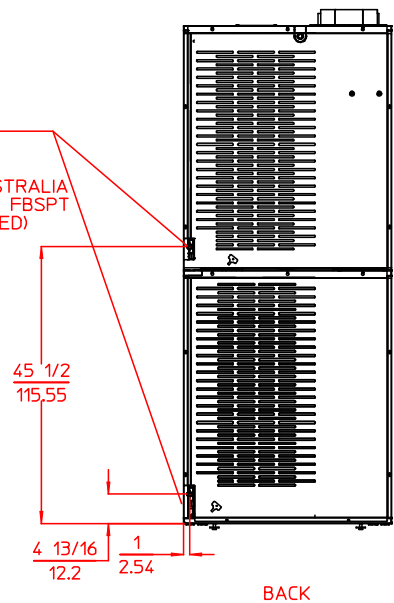 STRALIA
FBSPT
ED)
45 1/2
115.55
4 13/16
12.2
1
2.54
BACK